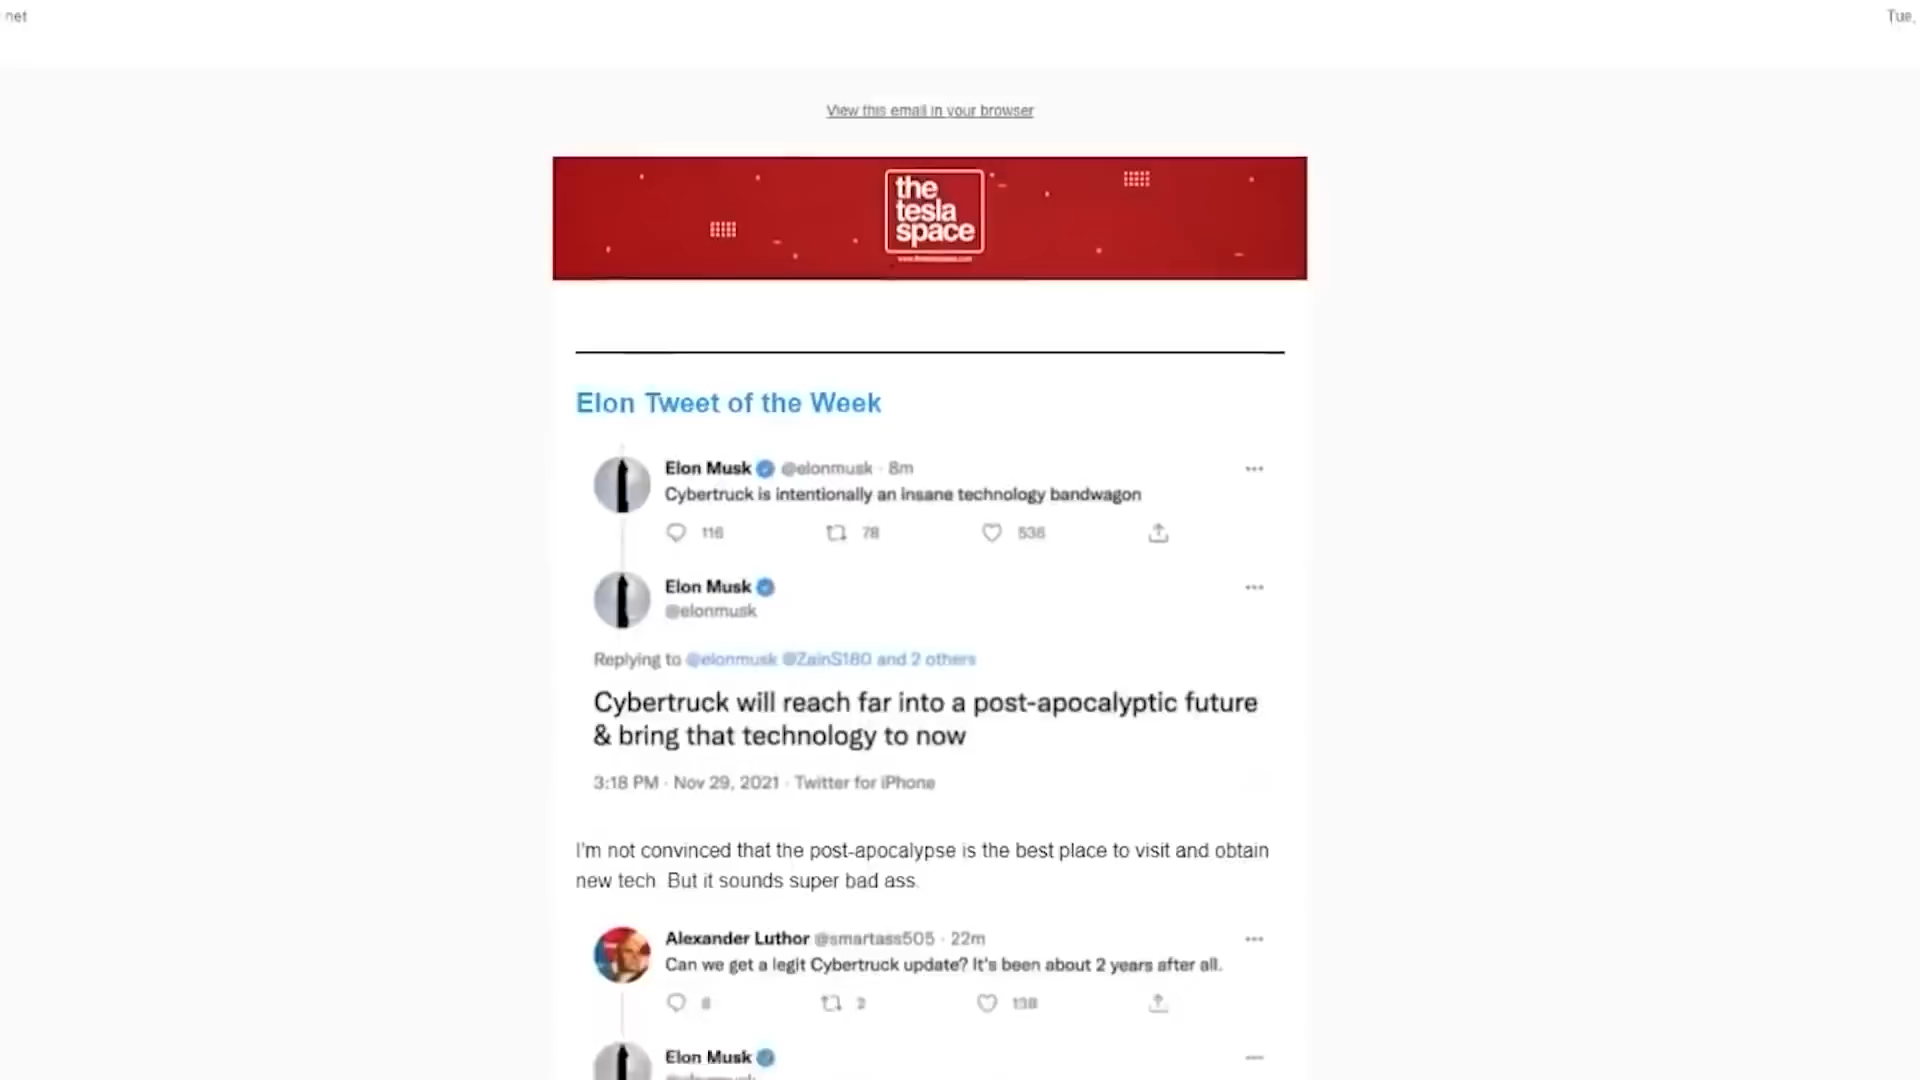 net
Tue,
View this email in your browser
the
tesla
space
Elon Tweet of the Week
Elon Musk @elonmusk · 8m
Cybertruck is intentionally an insane technology bandwagon
116 78 536
Elon Musk
@elonmusk
Replying to @elonmusk @ZainS180 and 2 others
Cybertruck will reach far into a post-apocalyptic future
& bring that technology to now
3:18 PM · Nov 29, 2021 · Twitter for iPhone
I'm not convinced that the post-apocalypse is the best place to visit and obtain
new tech. But it sounds super bad ass.
Alexander Luthor @smartass505 · 22m
Can we get a legit Cybertruck update? It's been about 2 years after all.
138
Elon Musk